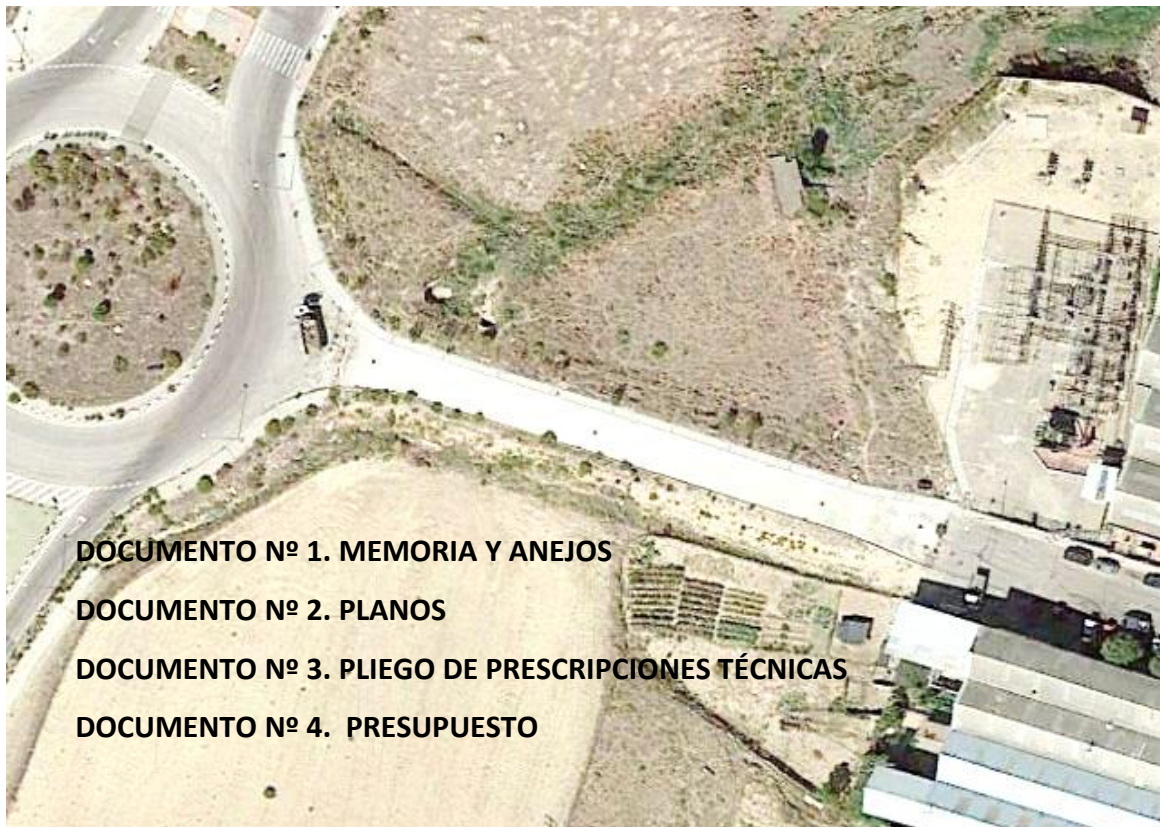 DOCUMENTO Nº 1. MEMORIA Y ANEJOS
DOCUMENTO Nº 2. PLANOS
DOCUMENTO Nº 3. PLIEGO DE PRESCRIPCIONES TÉCNICAS
DOCUMENTO Nº 4. PRESUPUESTO